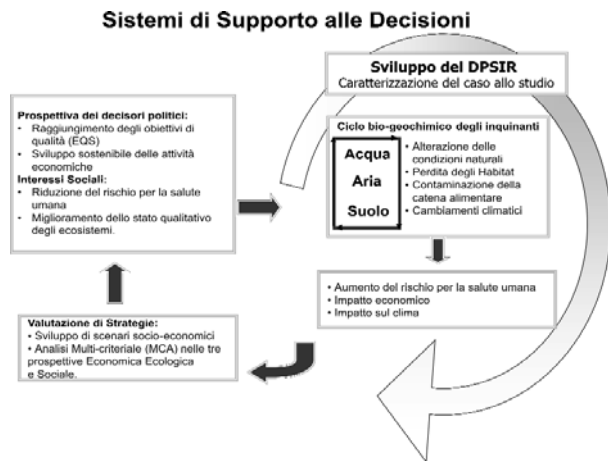 Sistemi di Supporto alle Decisioni
Sviluppo del DPSIR
Caratterizzazione del caso allo studio
Prospettiva dei decisori politici:
• Raggiungimento degli obiettivi di
qualità (EQS)
• Sviluppo sostenibile delle attività
economiche
Interessi Sociali:
• Riduzione del rischio per la salute
umana
• Miglioramento dello stato qualitativo
degli ecosistemi.
Ciclo bio-geochimico degli inquinanti
Acqua
Aria
Suolo
• Alterazione delle
condizioni naturali
• Perdita degli Habitat
• Contaminazione della
catena alimentare
• Cambiamenti climatici
• Aumento del rischio per la salute umana
• Impatto economico
• Impatto sul clima
Valutazione di Strategie:
• Sviluppo di scenari socio-economici
• Analisi Multi-criteriale (MCA) nelle tre
prospettive Economica Ecologica
e Sociale.